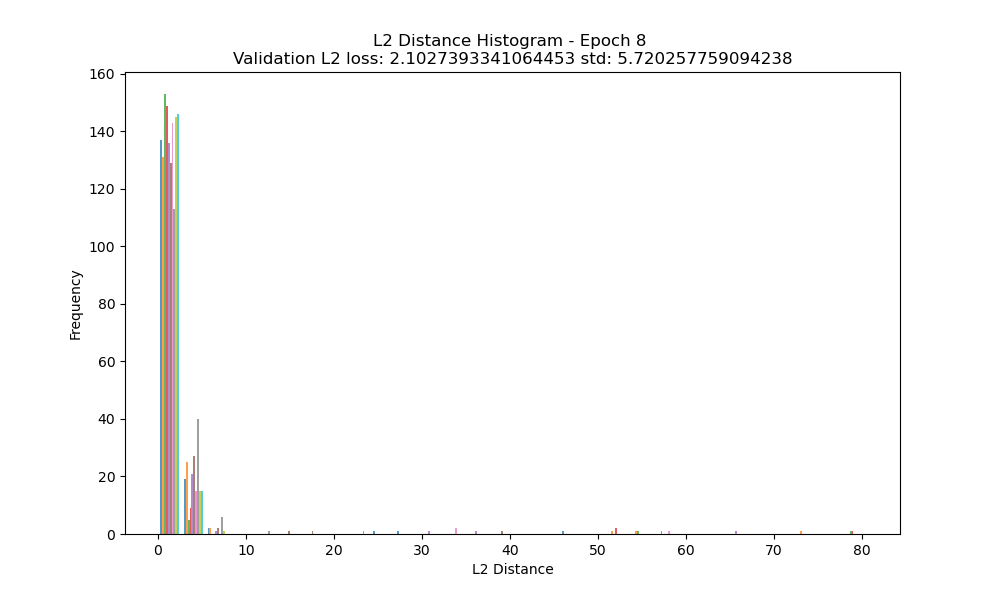 L2 Distance Histogram - Epoch 8
Validation L2 loss: 2.1027393341064453 std: 5.720257759094238
160
140
120
100
80
60
40
20
0
Frequency
0 10 20 30 40 50 60 70 80
L2 Distance